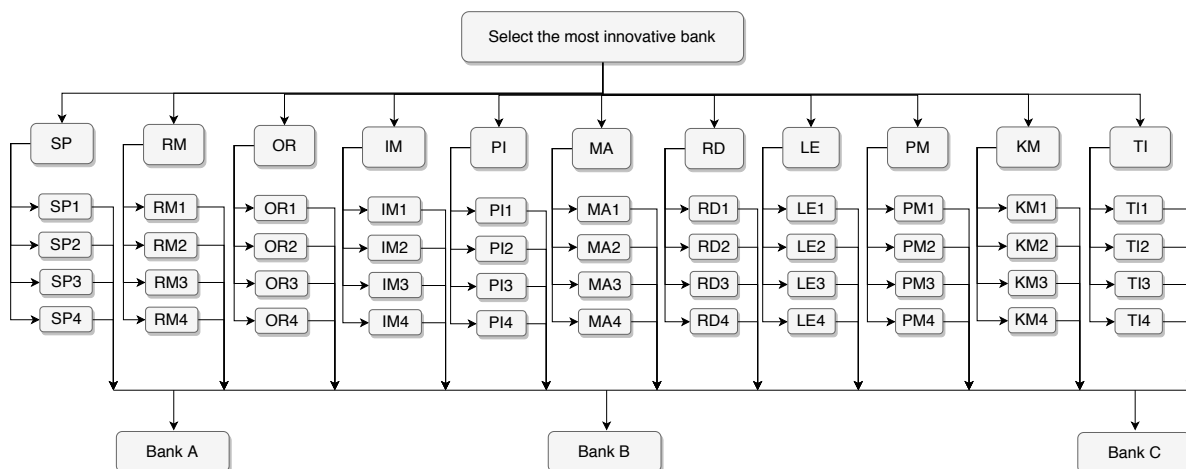 Select the most innovative bank
SP RM OR IM PI MA RD LE PM KM TI
SP1 RM1 OR1 IM1 PI1 MA1 RD1 LE1 PM1 KM1 TI1
SP2 RM2 OR2 IM2 PI2 MA2 RD2 LE2 PM2 KM2 TI2
SP3 RM3 OR3 IM3 PI3 MA3 RD3 LE3 PM3 KM3 TI3
SP4 RM4 OR4 IM4 PI4 MA4 RD4 LE4 PM4 KM4 TI4
Bank A Bank B Bank C